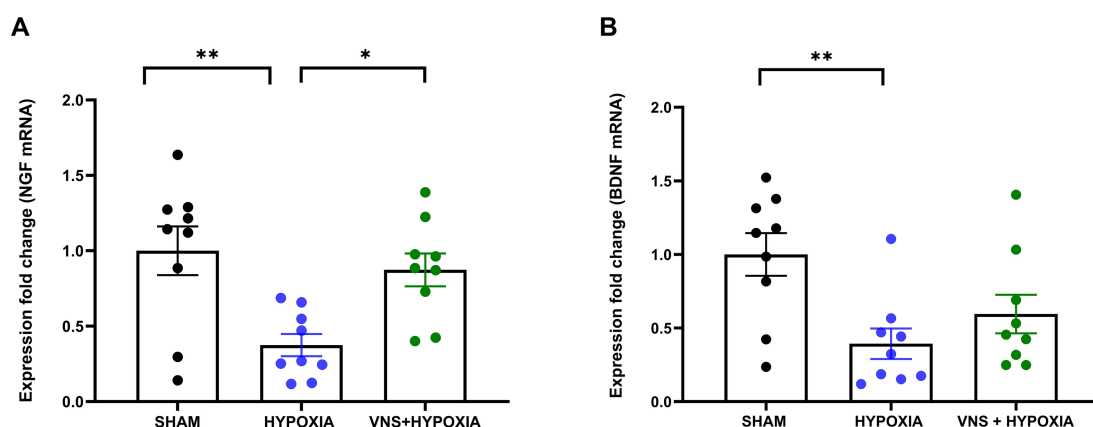 A
** *
Expression fold change (NGF mRNA)
2.0
1.5
1.0
0.5
0.0
SHAM HYPOXIA VNS+HYPOXIA
B
**
Expression fold change (BDNF mRNA)
2.0
1.5
1.0
0.5
0.0
SHAM HYPOXIA VNS + HYPOXIA